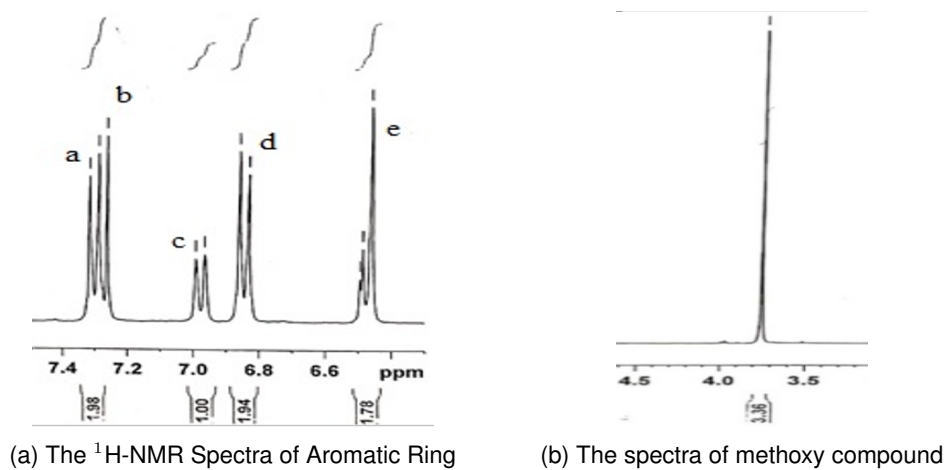 a
b
c
d
e
7.4 7.2 7.0 6.8 6.6 ppm
1.98 1.00 1.94 1.78
4.5 4.0 3.5
3.36
(a) The ¹H-NMR Spectra of Aromatic Ring
(b) The spectra of methoxy compound